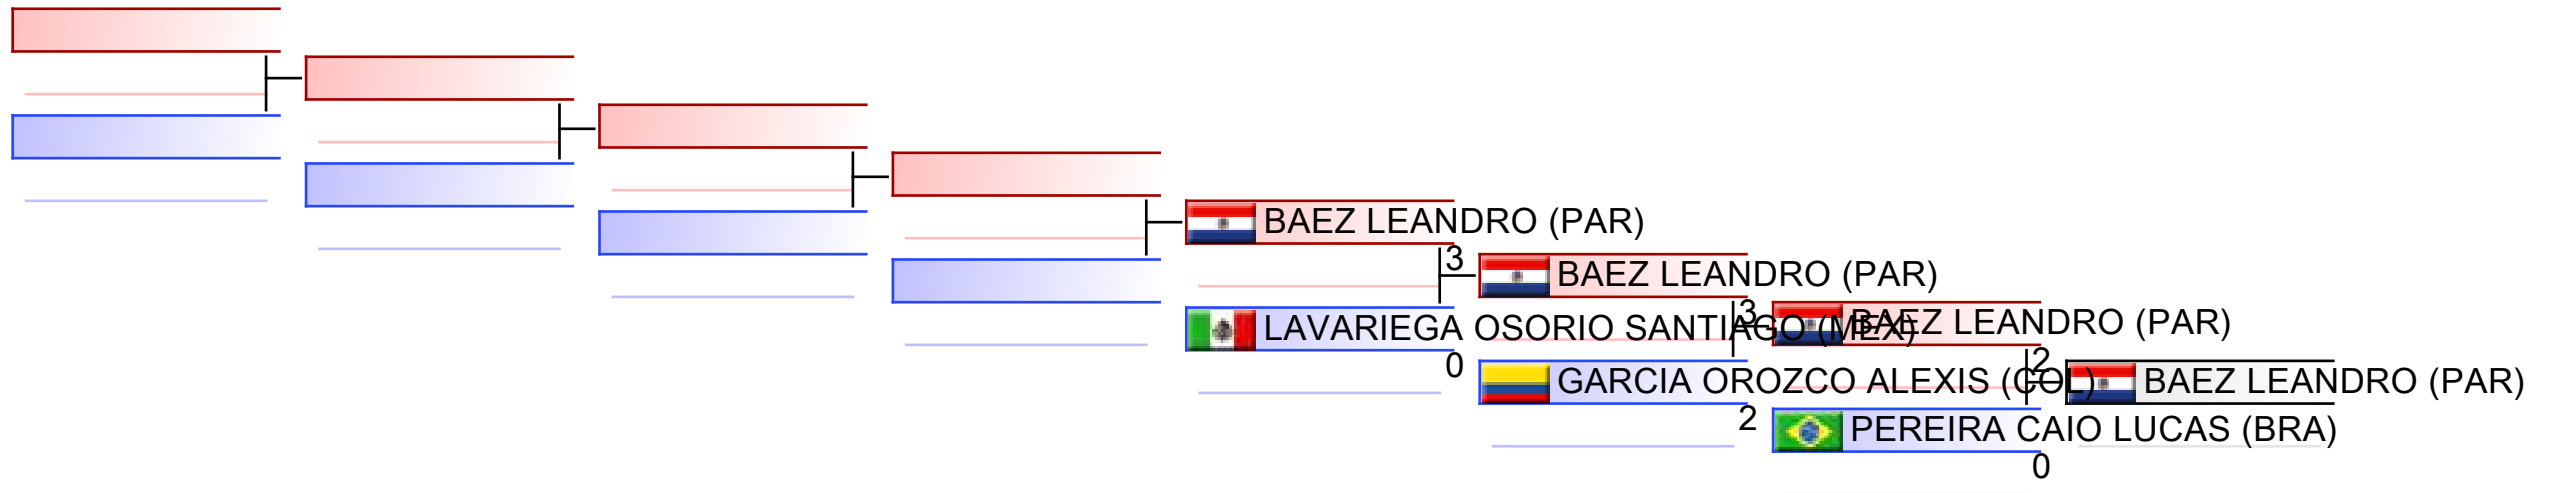 BAEZ LEANDRO (PAR)
3
BAEZ LEANDRO (PAR)
LAVARIEGA OSORIO SANTIAGO (MEX)
0
3
BAEZ LEANDRO (PAR)
GARCIA OROZCO ALEXIS (COL)
2
2
BAEZ LEANDRO (PAR)
PEREIRA CAIO LUCAS (BRA)
0